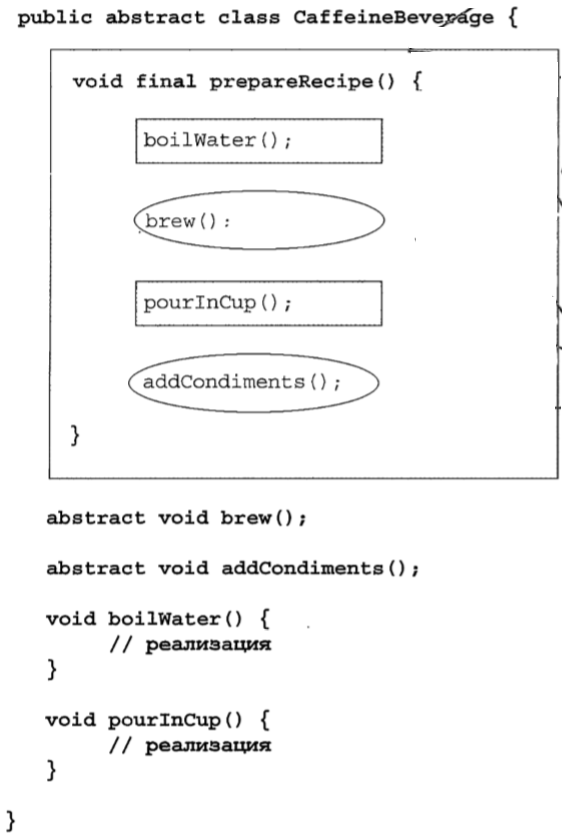 public abstract class CaffeineBeverage {
void final prepareRecipe() {
boilWater();
brew():
pourInCup();
addCondiments();
}
abstract void brew();
abstract void addCondiments();
void boilWater() {
// реализация
}
void pourInCup() {
// реализация
}
}